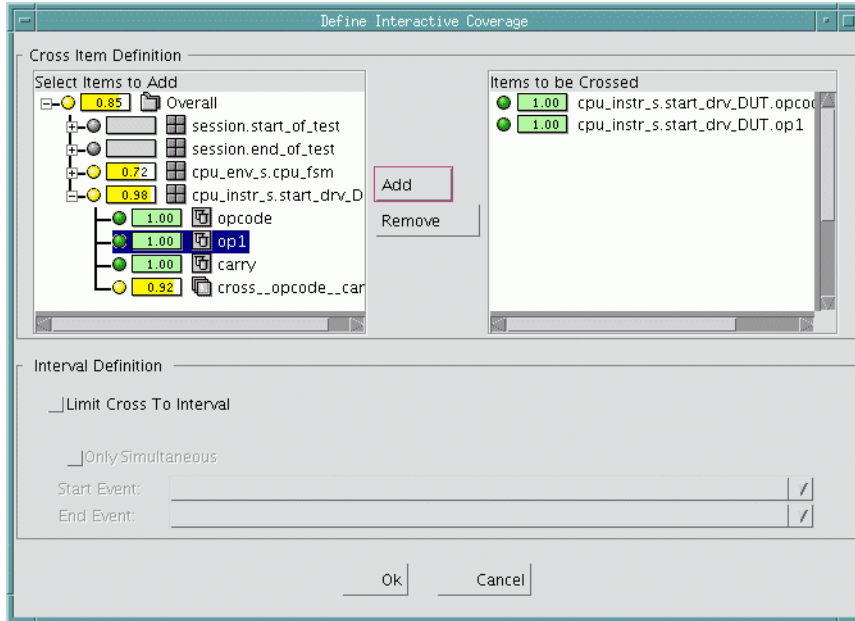 Define Interactive Coverage
Cross Item Definition
Select Items to Add
0.85 Overall
session.start_of_test
session.end_of_test
0.72 cpu_env_s.cpu_fsm
0.98 cpu_instr_s.start_drv_D
1.00 opcode
1.00 op1
1.00 carry
0.92 cross__opcode__car
Add
Remove
Items to be Crossed
1.00 cpu_instr_s.start_drv_DUT.opcod
1.00 cpu_instr_s.start_drv_DUT.op1
Interval Definition
Limit Cross To Interval
Only Simultaneous
Start Event:
End Event:
Ok Cancel